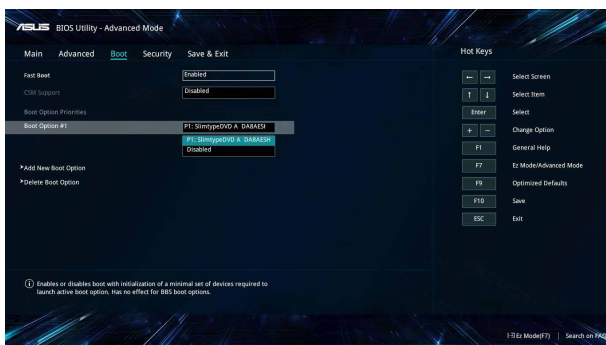 ASUS BIOS Utility - Advanced Mode
Main Advanced Boot Security Save & Exit
Hot Keys
Fast Boot Enabled
CSM Support Disabled
Boot Option Priorities
Boot Option #1 P1: SlimtypeDVD A DA8AESI
P1: SlimtypeDVD A DA8AESH
Disabled
>Add New Boot Option
>Delete Boot Option
← → Select Screen
↑ ↓ Select Item
Enter Select
+ − Change Option
F1 General Help
F7 Ez Mode/Advanced Mode
F9 Optimized Defaults
F10 Save
ESC Exit
Enables or disables boot with initialization of a minimal set of devices required to
launch active boot option. Has no effect for BBS boot options.
Ez Mode(F7) | Search on FAQ